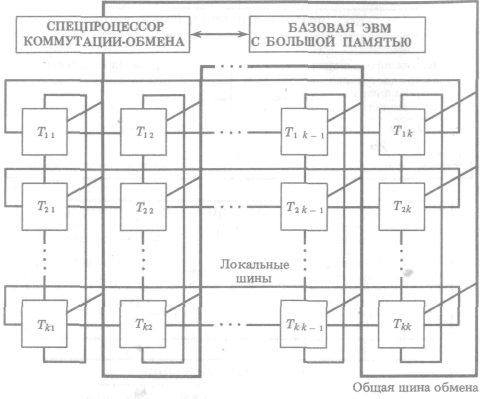 СПЕЦПРОЦЕССОР
КОММУТАЦИИ-ОБМЕНА
БАЗОВАЯ ЭВМ
С БОЛЬШОЙ ПАМЯТЬЮ
T11 T12 T1 k−1 T1k
T21 T22 T2 k−1 T2k
Локальные
шины
Tk1 Tk2 Tk k−1 Tkk
Общая шина обмена